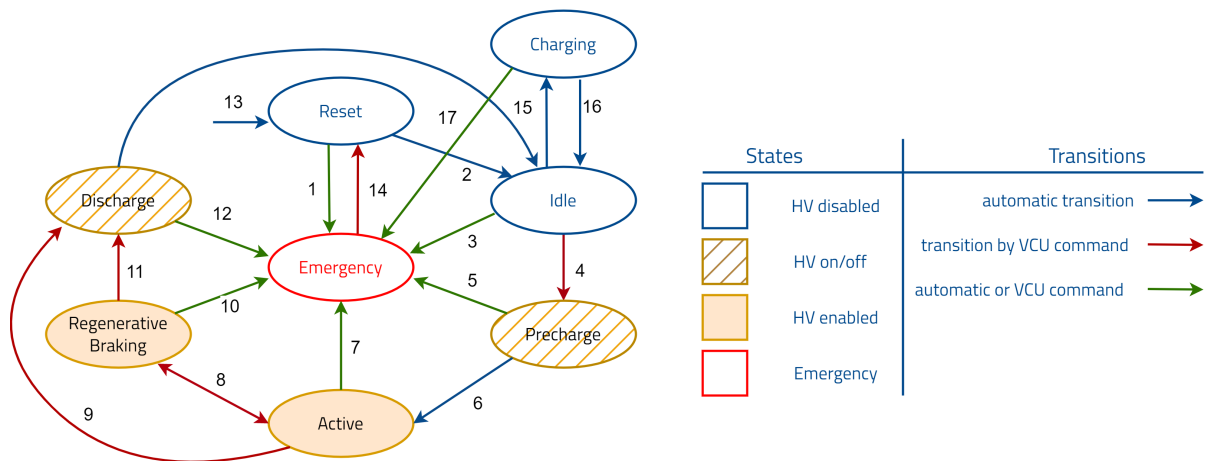 Charging
13
Reset
17
15
16
1
14
2
Discharge
Idle
12
3
Emergency
4
11
5
10
Regenerative
Braking
Precharge
7
8
6
9
Active
States
Transitions
HV disabled
automatic transition
HV on/off
transition by VCU command
HV enabled
automatic or VCU command
Emergency